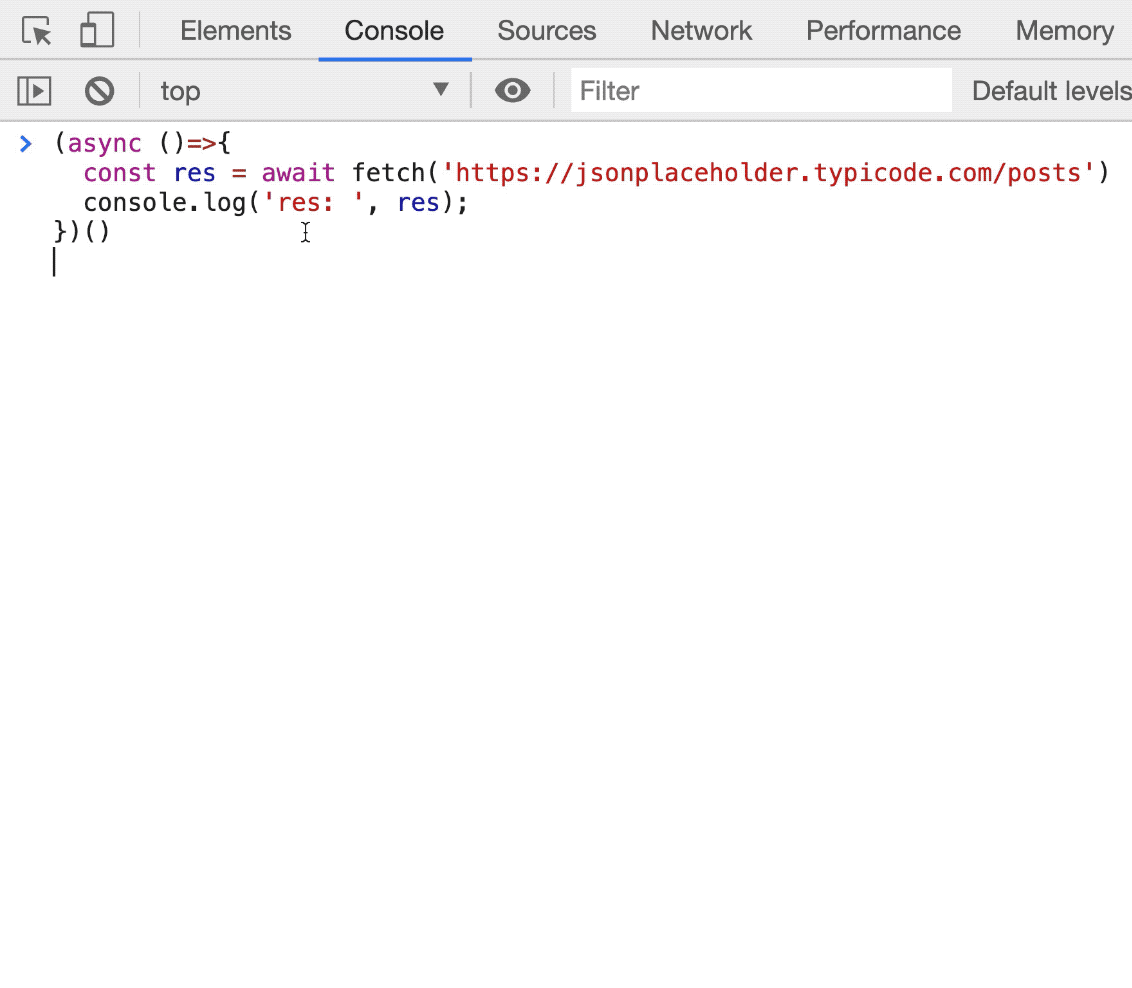 Elements Console Sources Network Performance Memory
top Filter Default levels
(async ()=>{
const res = await fetch('https://jsonplaceholder.typicode.com/posts')
console.log('res: ', res);
})()